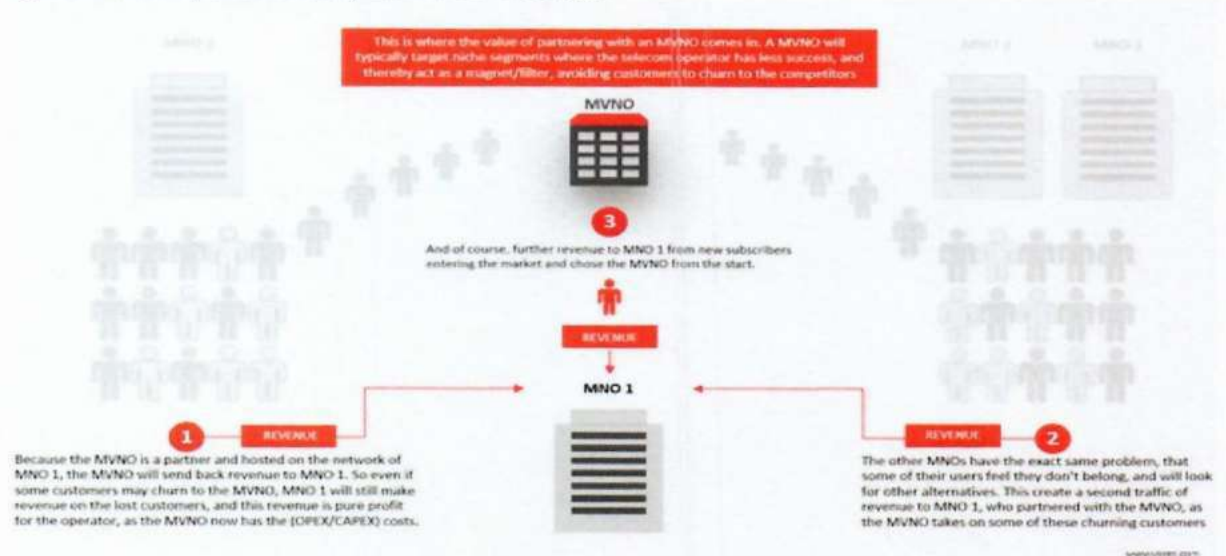 This is where the value of partnering with an MVNO comes in. A MVNO will
typically target niche segments where the telecom operator has less success, and
thereby act as a magnet/filter, avoiding customers to churn to the competitors
MVNO
3
And of course, further revenue to MNO 1 from new subscribers
entering the market and chose the MVNO from the start.
REVENUE
MNO 1
1
REVENUE
Because the MVNO is a partner and hosted on the network of
MNO 1, the MVNO will send back revenue to MNO 1. So even if
some customers may churn to the MVNO, MNO 1 will still make
revenue on the lost customers, and this revenue is pure profit
for the operator, as the MVNO now has the (OPEX/CAPEX) costs.
REVENUE
2
The other MNOs have the exact same problem, that
some of their users feel they don't belong, and will look
for other alternatives. This create a second traffic of
revenue to MNO 1, who partnered with the MVNO, as
the MVNO takes on some of these churning customers